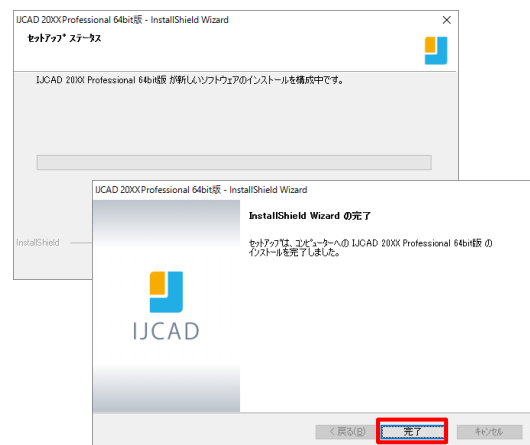 IJCAD 20XX Professional 64bit版 - InstallShield Wizard
セットアップ ステータス
IJCAD 20XX Professional 64bit版 が新しいソフトウェアのインストールを構成中です。
InstallShield
IJCAD 20XX Professional 64bit版 - InstallShield Wizard
InstallShield Wizard の完了
セットアップは、コンピューターへの IJCAD 20XX Professional 64bit版 の
インストールを完了しました。
IJCAD
< 戻る(B)
完了
キャンセル